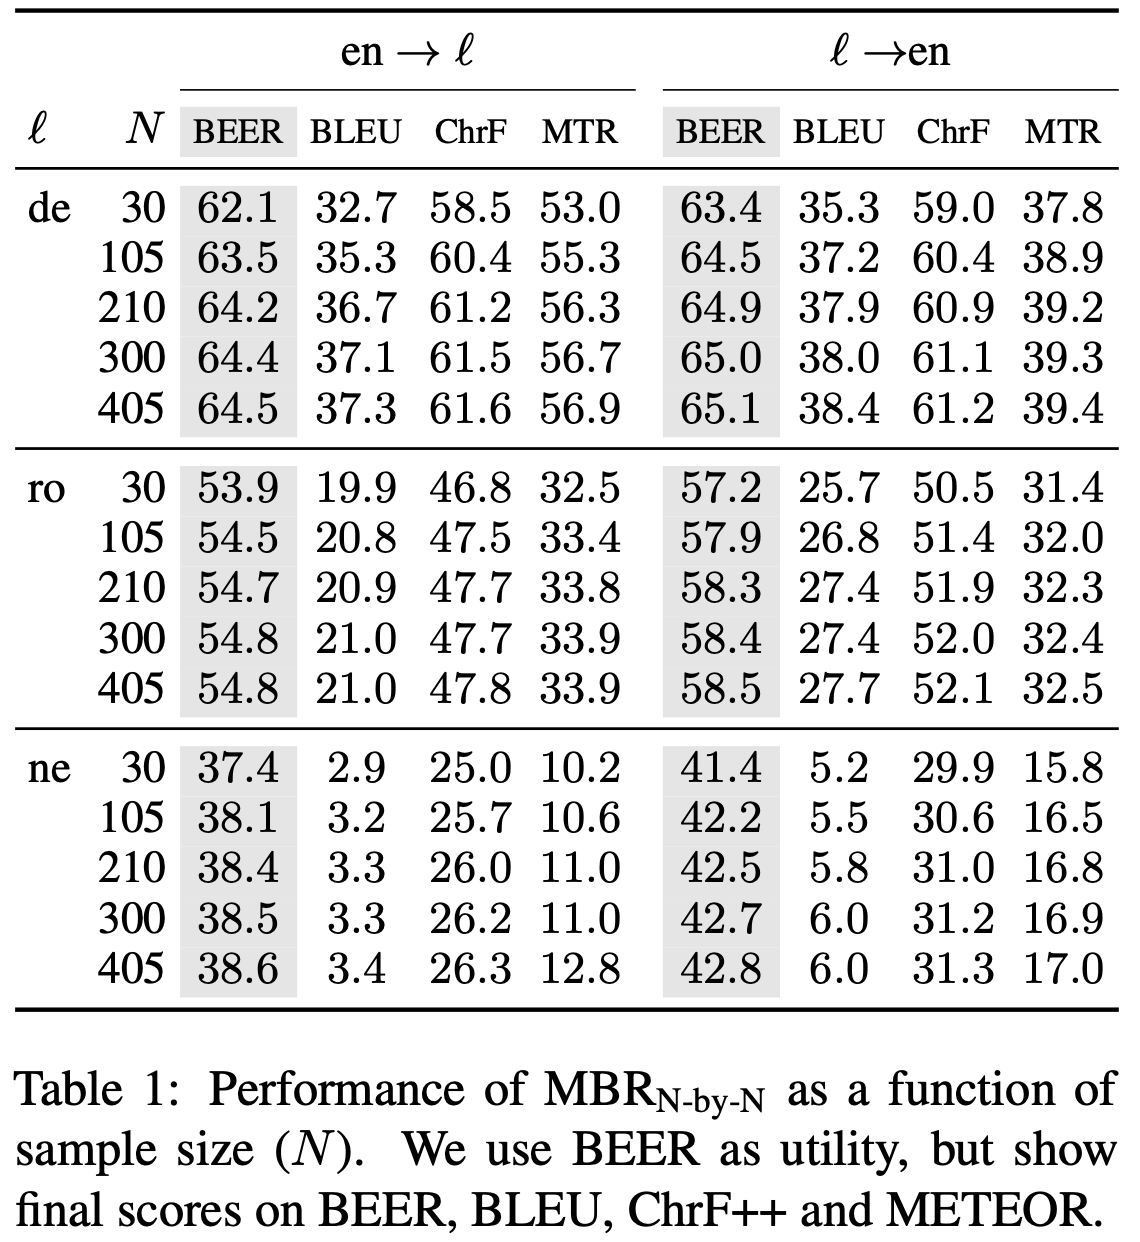 en → ℓ ℓ →en
ℓ N BEER BLEU ChrF MTR BEER BLEU ChrF MTR
de 30 62.1 32.7 58.5 53.0 63.4 35.3 59.0 37.8
105 63.5 35.3 60.4 55.3 64.5 37.2 60.4 38.9
210 64.2 36.7 61.2 56.3 64.9 37.9 60.9 39.2
300 64.4 37.1 61.5 56.7 65.0 38.0 61.1 39.3
405 64.5 37.3 61.6 56.9 65.1 38.4 61.2 39.4
ro 30 53.9 19.9 46.8 32.5 57.2 25.7 50.5 31.4
105 54.5 20.8 47.5 33.4 57.9 26.8 51.4 32.0
210 54.7 20.9 47.7 33.8 58.3 27.4 51.9 32.3
300 54.8 21.0 47.7 33.9 58.4 27.4 52.0 32.4
405 54.8 21.0 47.8 33.9 58.5 27.7 52.1 32.5
ne 30 37.4 2.9 25.0 10.2 41.4 5.2 29.9 15.8
105 38.1 3.2 25.7 10.6 42.2 5.5 30.6 16.5
210 38.4 3.3 26.0 11.0 42.5 5.8 31.0 16.8
300 38.5 3.3 26.2 11.0 42.7 6.0 31.2 16.9
405 38.6 3.4 26.3 12.8 42.8 6.0 31.3 17.0
Table 1: Performance of MBR_N-by-N as a function of
sample size (N). We use BEER as utility, but show
final scores on BEER, BLEU, ChrF++ and METEOR.